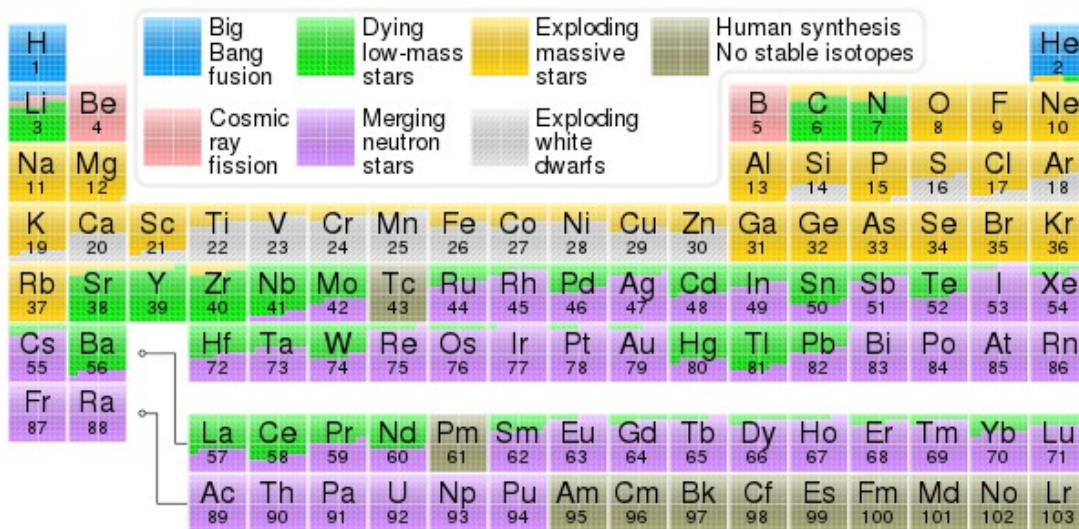 H Big Dying Exploding Human synthesis He
1 Bang low-mass massive No stable isotopes 2
fusion stars stars
Li Be Cosmic Merging Exploding B C N O F Ne
3 4 ray neutron white 5 6 7 8 9 10
fission stars dwarfs
Na Mg Al Si P S Cl Ar
11 12 13 14 15 16 17 18
K Ca Sc Ti V Cr Mn Fe Co Ni Cu Zn Ga Ge As Se Br Kr
19 20 21 22 23 24 25 26 27 28 29 30 31 32 33 34 35 36
Rb Sr Y Zr Nb Mo Tc Ru Rh Pd Ag Cd In Sn Sb Te I Xe
37 38 39 40 41 42 43 44 45 46 47 48 49 50 51 52 53 54
Cs Ba Hf Ta W Re Os Ir Pt Au Hg Tl Pb Bi Po At Rn
55 56 72 73 74 75 76 77 78 79 80 81 82 83 84 85 86
Fr Ra
87 88
La Ce Pr Nd Pm Sm Eu Gd Tb Dy Ho Er Tm Yb Lu
57 58 59 60 61 62 63 64 65 66 67 68 69 70 71
Ac Th Pa U Np Pu Am Cm Bk Cf Es Fm Md No Lr
89 90 91 92 93 94 95 96 97 98 99 100 101 102 103